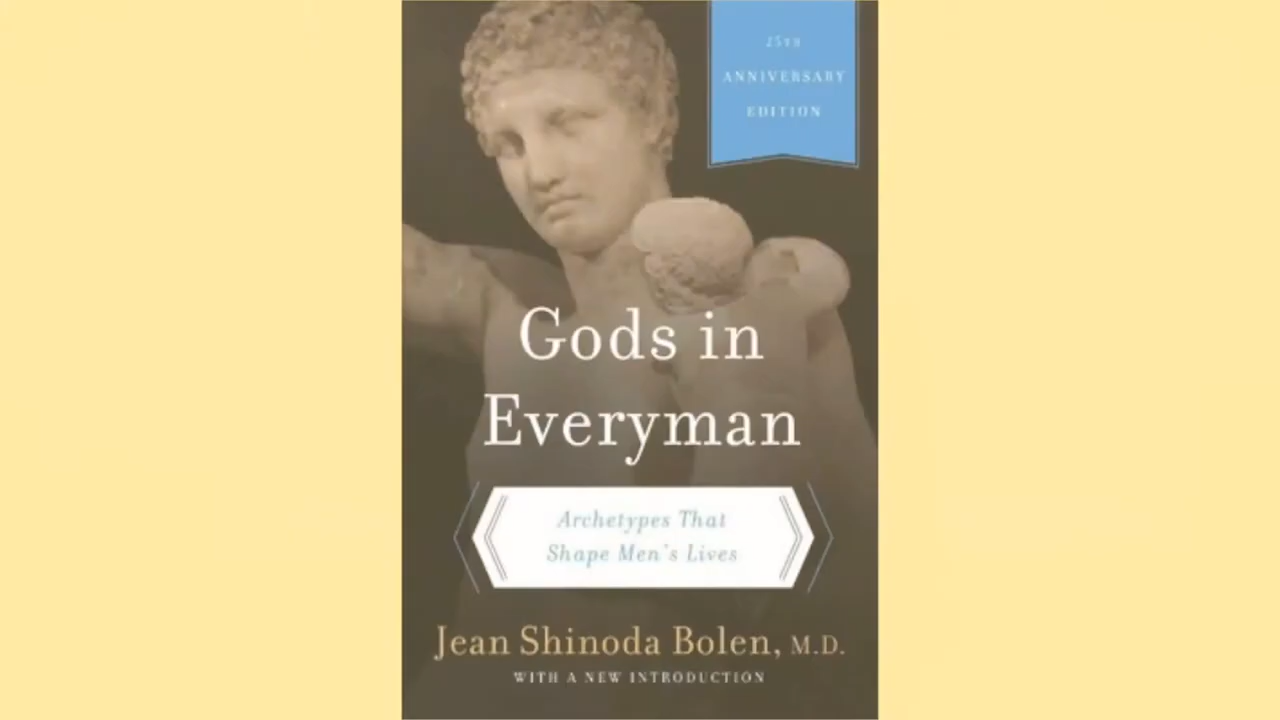 25TH
ANNIVERSARY
EDITION
Gods in
Everyman
Archetypes That
Shape Men's Lives
Jean Shinoda Bolen, M.D.
WITH A NEW INTRODUCTION